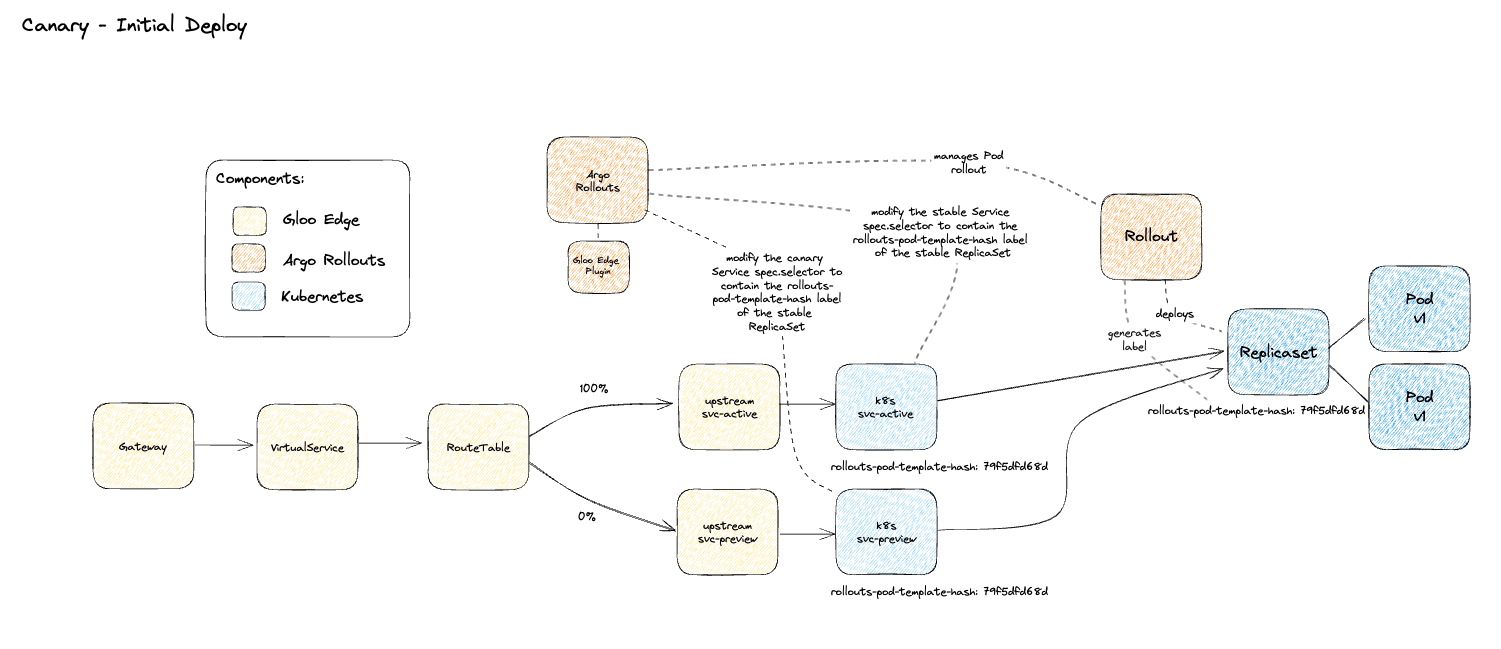 Canary - Initial Deploy
Components:
Gloo Edge
Argo Rollouts
Kubernetes
Argo
Rollouts
Gloo Edge
Plugin
manages Pod
rollout
modify the stable Service
spec.selector to contain the
rollouts-pod-template-hash label
of the stable ReplicaSet
modify the canary
Service spec.selector to
contain the rollouts-
pod-template-hash label
of the stable
ReplicaSet
Rollout
deploys
generates
label
Replicaset
Pod
v1
Pod
v1
rollouts-pod-template-hash: 79f5dfd68d
Gateway
VirtualService
RouteTable
100%
0%
upstream
svc-active
k8s
svc-active
rollouts-pod-template-hash: 79f5dfd68d
upstream
svc-preview
k8s
svc-preview
rollouts-pod-template-hash: 79f5dfd68d